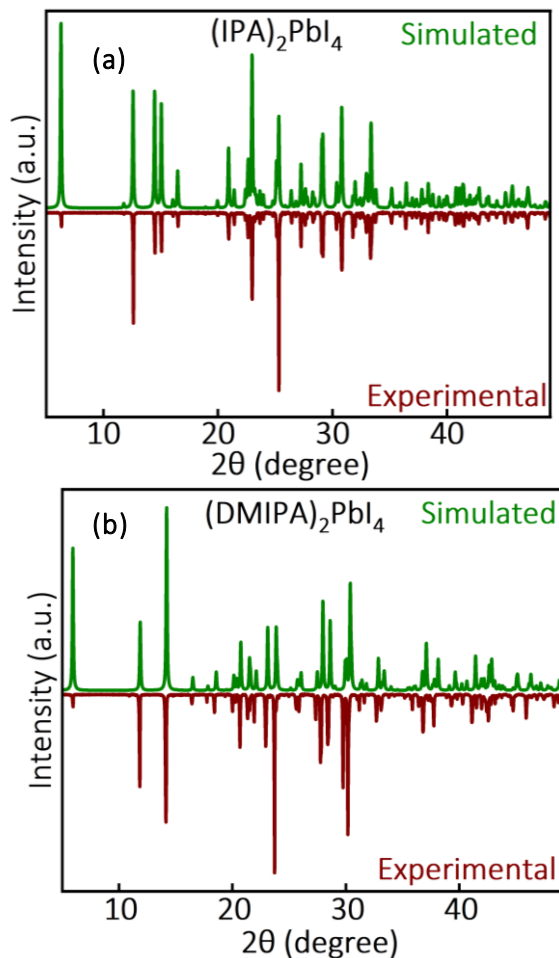 (a)
(IPA)₂PbI₄
Simulated
Intensity (a.u.)
Experimental
10 20 30 40
2θ (degree)
(b)
(DMIPA)₂PbI₄
Simulated
Intensity (a.u.)
Experimental
10 20 30 40
2θ (degree)